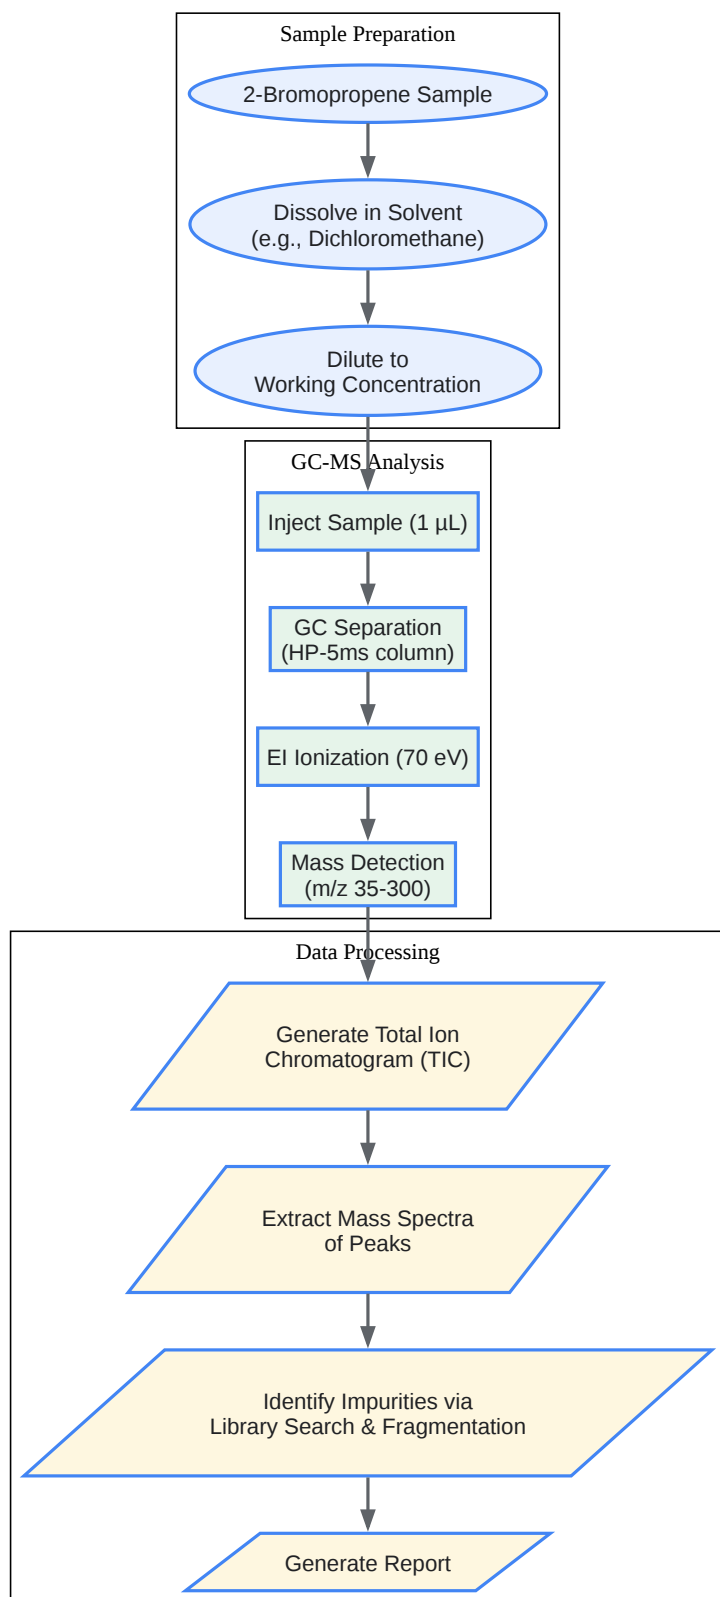 Sample Preparation
2-Bromopropene Sample
Dissolve in Solvent
(e.g., Dichloromethane)
Dilute to
Working Concentration
GC-MS Analysis
Inject Sample (1 µL)
GC Separation
(HP-5ms column)
EI Ionization (70 eV)
Mass Detection
(m/z 35-300)
Data Processing
Generate Total Ion
Chromatogram (TIC)
Extract Mass Spectra
of Peaks
Identify Impurities via
Library Search & Fragmentation
Generate Report